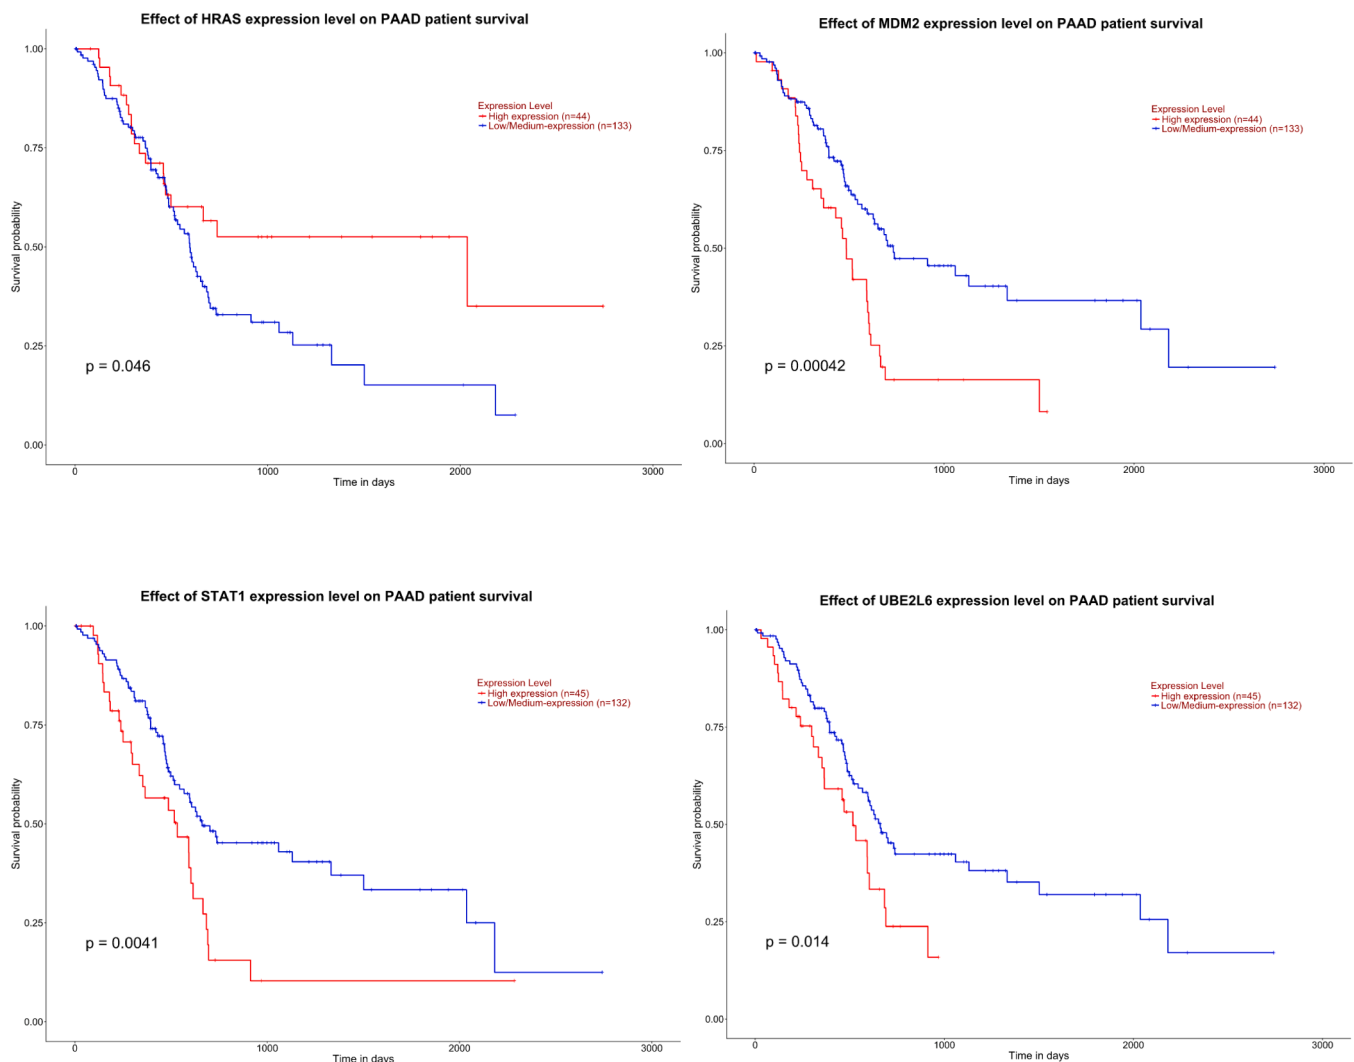 Effect of HRAS expression level on PAAD patient survival
Survival probability
1.00
0.75
0.50
0.25
0.00
Expression Level
High expression (n=44)
Low/Medium-expression (n=133)
p = 0.046
0
1000
2000
3000
Time in days
Effect of MDM2 expression level on PAAD patient survival
Survival probability
1.00
0.75
0.50
0.25
0.00
Expression Level
High expression (n=44)
Low/Medium-expression (n=133)
p = 0.00042
0
1000
2000
3000
Time in days
Effect of STAT1 expression level on PAAD patient survival
Survival probability
1.00
0.75
0.50
0.25
0.00
Expression Level
High expression (n=45)
Low/Medium-expression (n=132)
p = 0.0041
0
1000
2000
3000
Time in days
Effect of UBE2L6 expression level on PAAD patient survival
Survival probability
1.00
0.75
0.50
0.25
0.00
Expression Level
High expression (n=45)
Low/Medium-expression (n=132)
p = 0.014
0
1000
2000
3000
Time in days